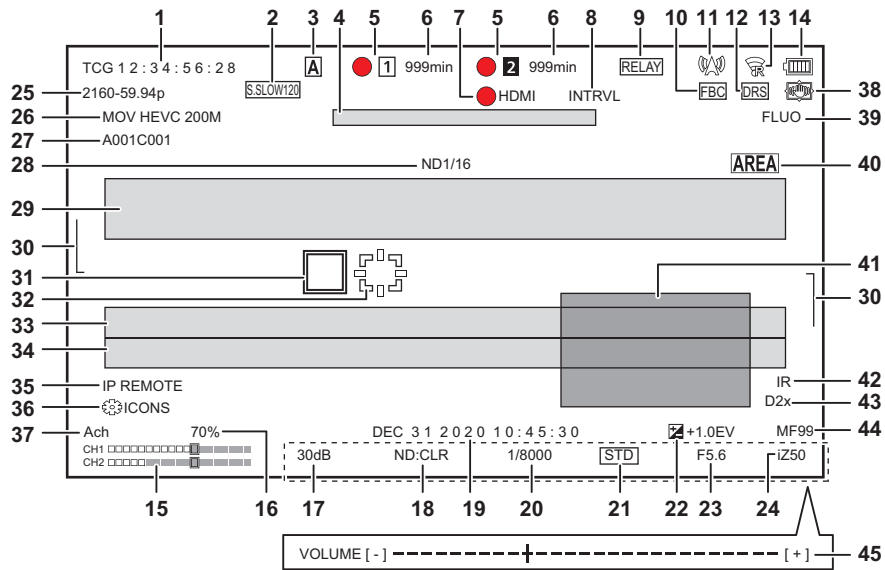 1 2 3 4 5 6 7 5 6 8 9 10 11 12 13 14
TCG 12:34:56:28
S.SLOW120
A
1 999min
2 999min
RELAY
R
25 2160-59.94p
HDMI
INTRVL
FBC
DRS
38
26 MOV HEVC 200M
FLUO 39
27 A001C001
28 ND1/16
AREA 40
29
30
31
32
41
30
33
34
35 IP REMOTE
IR 42
36 ICONS
D2x 43
37 Ach 70%
DEC 31 2020 10:45:30
+1.0EV
MF99 44
CH1
CH2
30dB ND:CLR 1/8000 STD F5.6 iZ50
15 16 17 18 19 20 21 22 23 24
VOLUME [ - ] [ + ] 45